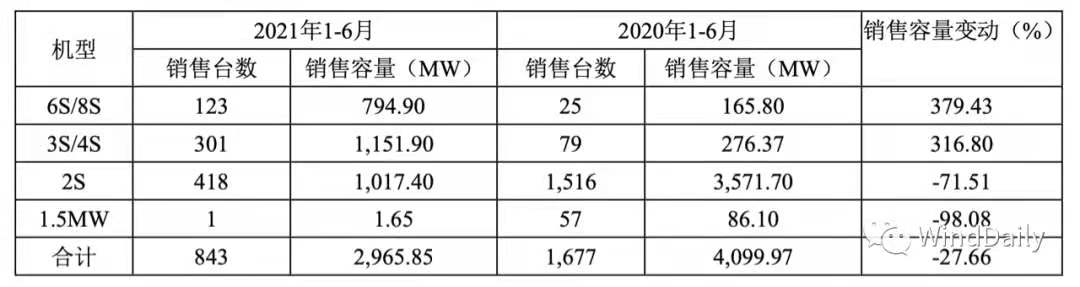 机型 2021年1-6月 2020年1-6月 销售容量变动（%）
销售台数 销售容量（MW） 销售台数 销售容量（MW）
6S/8S 123 794.90 25 165.80 379.43
3S/4S 301 1,151.90 79 276.37 316.80
2S 418 1,017.40 1,516 3,571.70 -71.51
1.5MW 1 1.65 57 86.10 -98.08
合计 843 2,965.85 1,677 4,099.97 -27.66
WindDaily